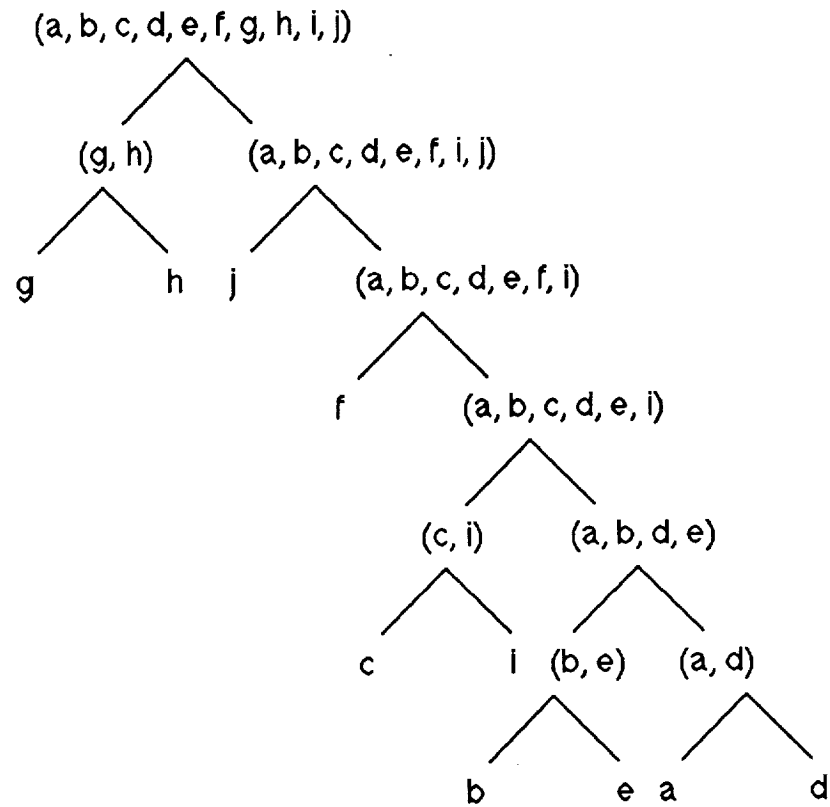 (a, b, c, d, e, f, g, h, i, j)
(g, h) (a, b, c, d, e, f, i, j)
g h j (a, b, c, d, e, f, i)
f (a, b, c, d, e, i)
(c, i) (a, b, d, e)
c i (b, e) (a, d)
b e a d